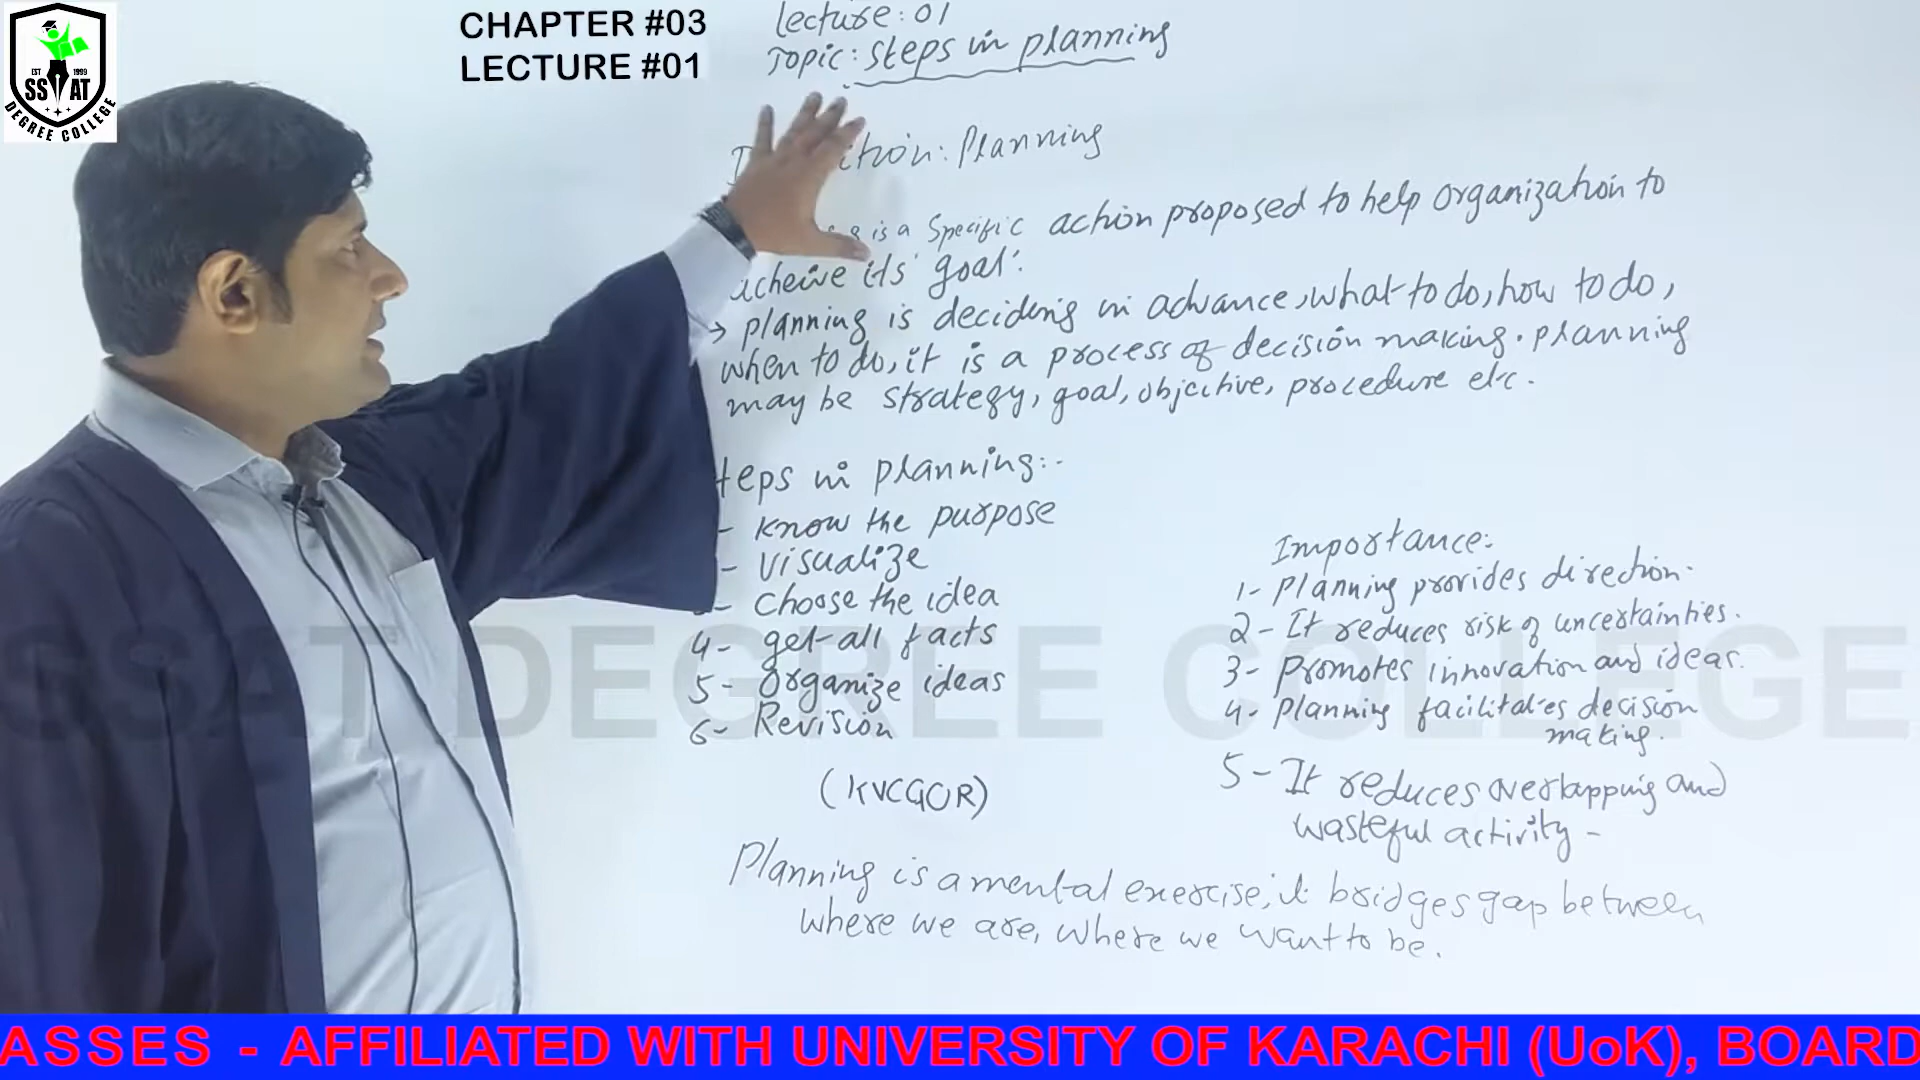 CHAPTER #03
LECTURE #01
EST 1999
SSAT
DEGREE COLLEGE
lecture: 01
Topic: steps in planning
: Planning
is a specific action proposed to help organization to
acheive its goal.
→ planning is deciding in advance, what to do, how to do,
when to do, it is a process of decision making. planning
may be strategy, goal, objective, procedure etc.
teps in planning:-
- know the purpose
- visualize
- choose the idea
4- get all facts
5- organize ideas
6- Revision
(KVCGOR)
Importance:
1- Planning provides direction.
2- It reduces risk of uncertainties.
3- promotes innovation and ideas.
4- planning facilitates decision
making.
5- It reduces overlapping and
wasteful activity -
Planning is a mental exercise, it bridges gap between
where we are, where we want to be.
SSAT DEGREE COLLEGE
ASSES - AFFILIATED WITH UNIVERSITY OF KARACHI (UoK), BOARD